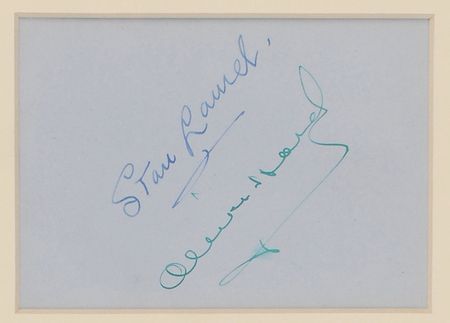 Stan Laurel.
Oliver Hardy